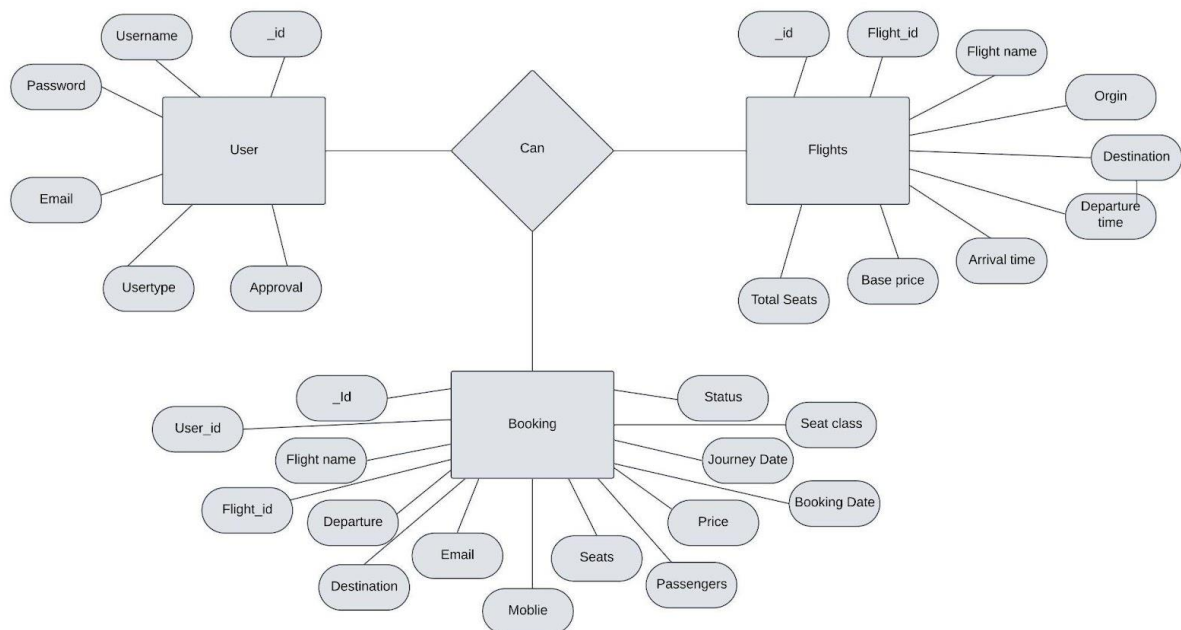 Username
_id
Password
User
Email
Usertype
Approval
Can
_id
Flight_id
Flight name
Orgin
Flights
Destination
Departure
time
Arrival time
Base price
Total Seats
_Id
User_id
Flight name
Flight_id
Departure
Destination
Email
Moblie
Booking
Status
Seat class
Journey Date
Booking Date
Price
Seats
Passengers